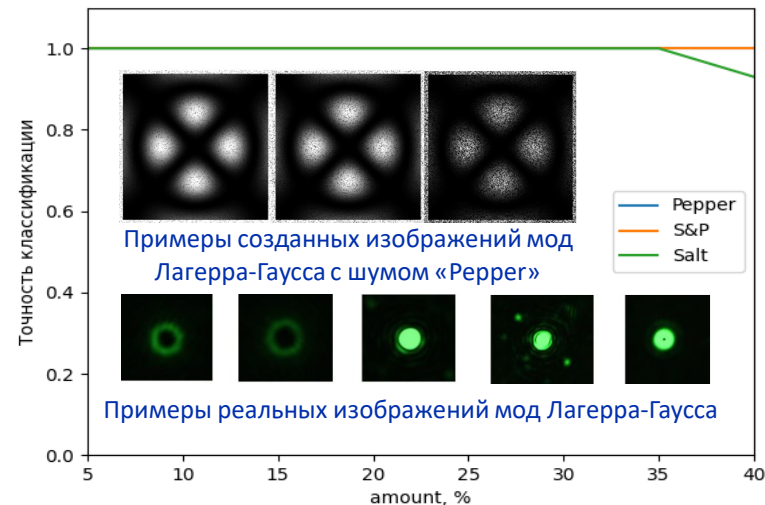 1.0
0.8
0.6
0.4
0.2
0.0
Точность классификации
Pepper
S&P
Salt
Примеры созданных изображений мод
Лагерра-Гаусса с шумом «Pepper»
Примеры реальных изображений мод Лагерра-Гаусса
5 10 15 20 25 30 35 40
amount, %